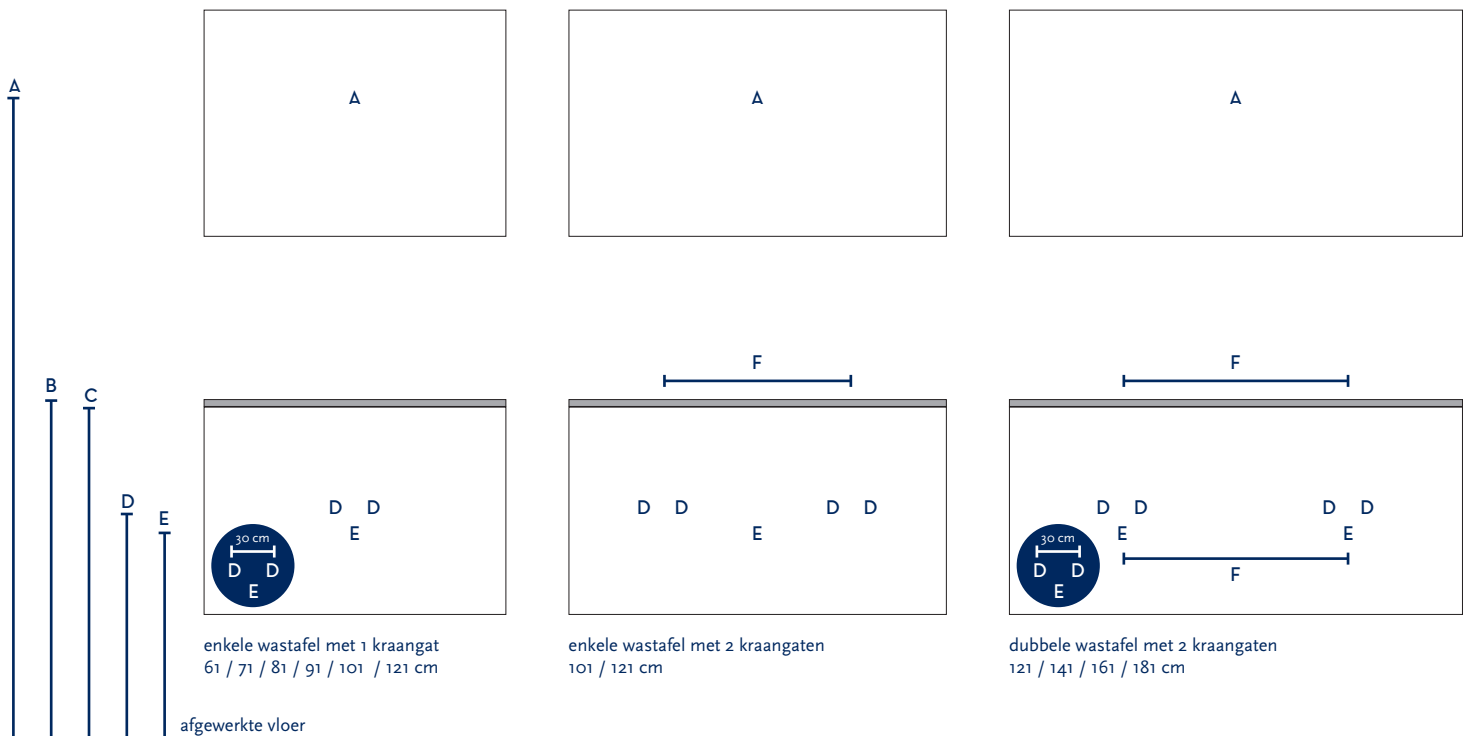 A
A
A
A
B
C
D
E
F
F
D D
E
30 cm
D D
E
D D
D D
E
D D
D D
E
E
30 cm
D D
E
F
enkele wastafel met 1 kraangat
61 / 71 / 81 / 91 / 101 / 121 cm
enkele wastafel met 2 kraangaten
101 / 121 cm
dubbele wastafel met 2 kraangaten
121 / 141 / 161 / 181 cm
afgewerkte vloer